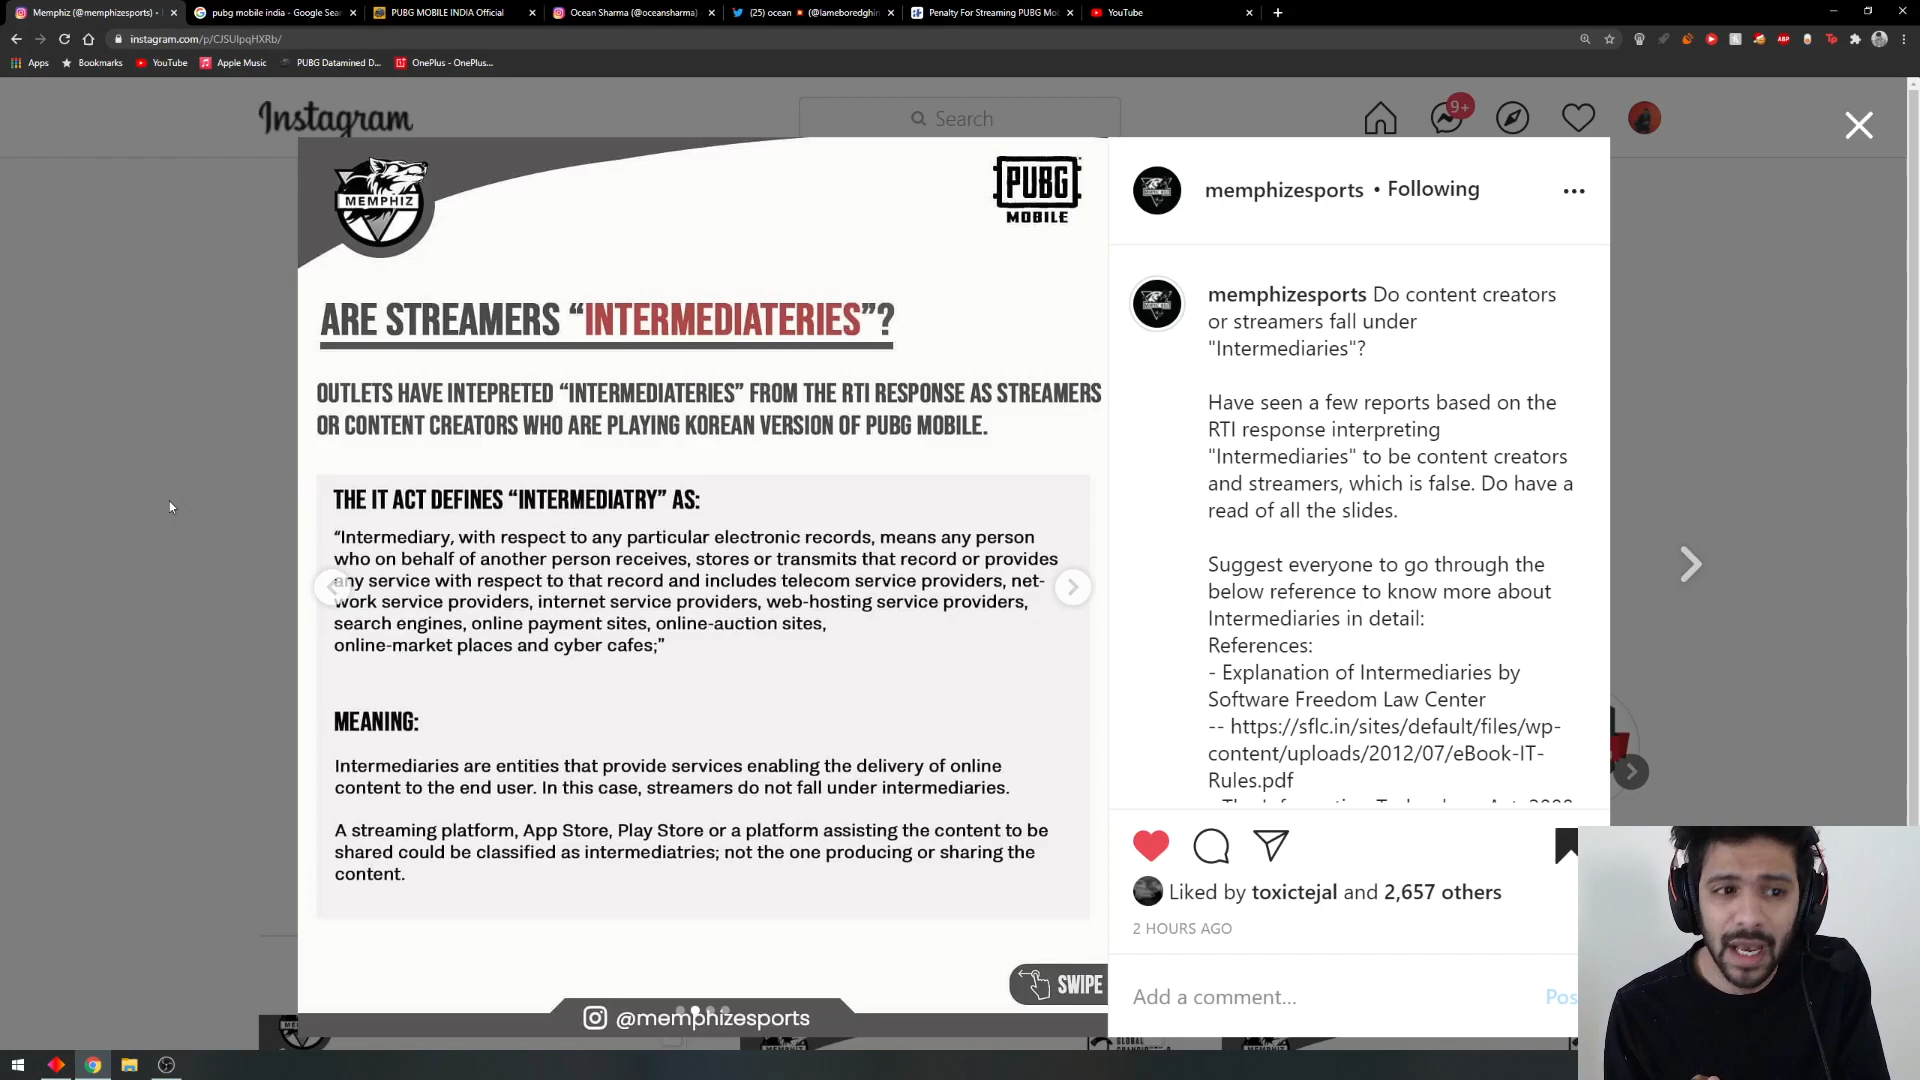 Memphiz (@memphizesports) •
pubg mobile india - Google Sea
PUBG MOBILE INDIA Official
Ocean Sharma (@oceansharma)
(25) ocean (@lameboredghin
Penalty For Streaming PUBG Mo
YouTube
instagram.com/p/CJSUlpqHXRb/
Apps
Bookmarks
YouTube
Apple Music
PUBG Datamined D...
OnePlus - OnePlus...
ABP
Instagram
Search
9+
MEMPHIZ
PUBG
MOBILE
ARE STREAMERS “INTERMEDIATERIES”?
OUTLETS HAVE INTEPRETED “INTERMEDIATERIES” FROM THE RTI RESPONSE AS STREAMERS
OR CONTENT CREATORS WHO ARE PLAYING KOREAN VERSION OF PUBG MOBILE.
THE IT ACT DEFINES “INTERMEDIATRY” AS:
“Intermediary, with respect to any particular electronic records, means any person
who on behalf of another person receives, stores or transmits that record or provides
any service with respect to that record and includes telecom service providers, net-
work service providers, internet service providers, web-hosting service providers,
search engines, online payment sites, online-auction sites,
online-market places and cyber cafes;”
MEANING:
Intermediaries are entities that provide services enabling the delivery of online
content to the end user. In this case, streamers do not fall under intermediaries.
A streaming platform, App Store, Play Store or a platform assisting the content to be
shared could be classified as intermediatries; not the one producing or sharing the
content.
SWIPE
@memphizesports
memphizesports • Following
memphizesports Do content creators
or streamers fall under
"Intermediaries"?
Have seen a few reports based on the
RTI response interpreting
"Intermediaries" to be content creators
and streamers, which is false. Do have a
read of all the slides.
Suggest everyone to go through the
below reference to know more about
Intermediaries in detail:
References:
- Explanation of Intermediaries by
Software Freedom Law Center
-- https://sflc.in/sites/default/files/wp-
content/uploads/2012/07/eBook-IT-
Rules.pdf
Liked by toxictejal and 2,657 others
2 HOURS AGO
Add a comment...
Pos